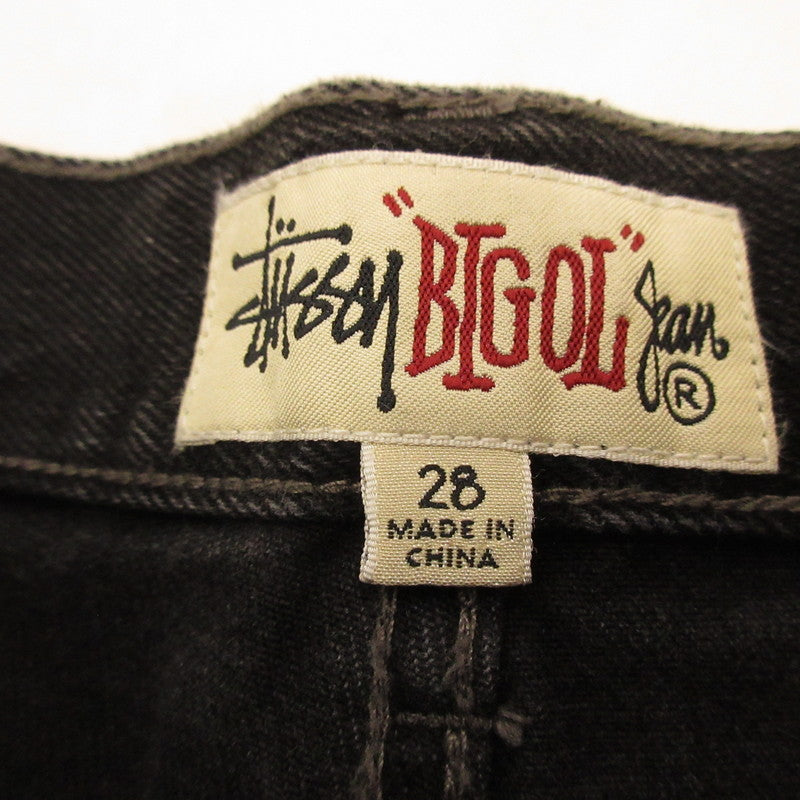 Stüssy "BIG OL" Jean ®
28
MADE IN
CHINA